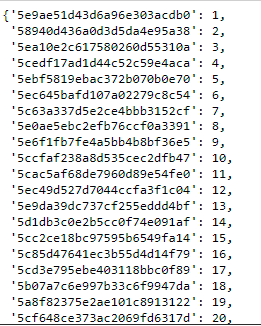 {'5e9ae51d43d6a96e303acdb0': 1,
'58940d436a0d3d5da4e95a38': 2,
'5ea10e2c617580260d55310a': 3,
'5cedf17ad1d44c52c59e4aca': 4,
'5ebf5819ebac372b070b0e70': 5,
'5ec645bafd107a02279c8c54': 6,
'5c63a337d5e2ce4bbb3152cf': 7,
'5e0ae5ebc2efb76ccf0a3391': 8,
'5e6f1fb7fe4a5bb4b8bf36e5': 9,
'5ccfaf238a8d535cec2dfb47': 10,
'5cac5af68de7960d89e54fe0': 11,
'5ec49d527d7044ccfa3f1c04': 12,
'5e9da39dc737cf255eddd4bf': 13,
'5d1db3c0e2b5cc0f74e091af': 14,
'5cc2ce18bc97595b6549fa14': 15,
'5c85d47641ec3b55d4d14f79': 16,
'5cd3e795ebe403118bbc0f89': 17,
'5b07a7c6e997b33c6f9947da': 18,
'5a8f82375e2ae101c8913122': 19,
'5cf648ce373ac2069fd6317d': 20,